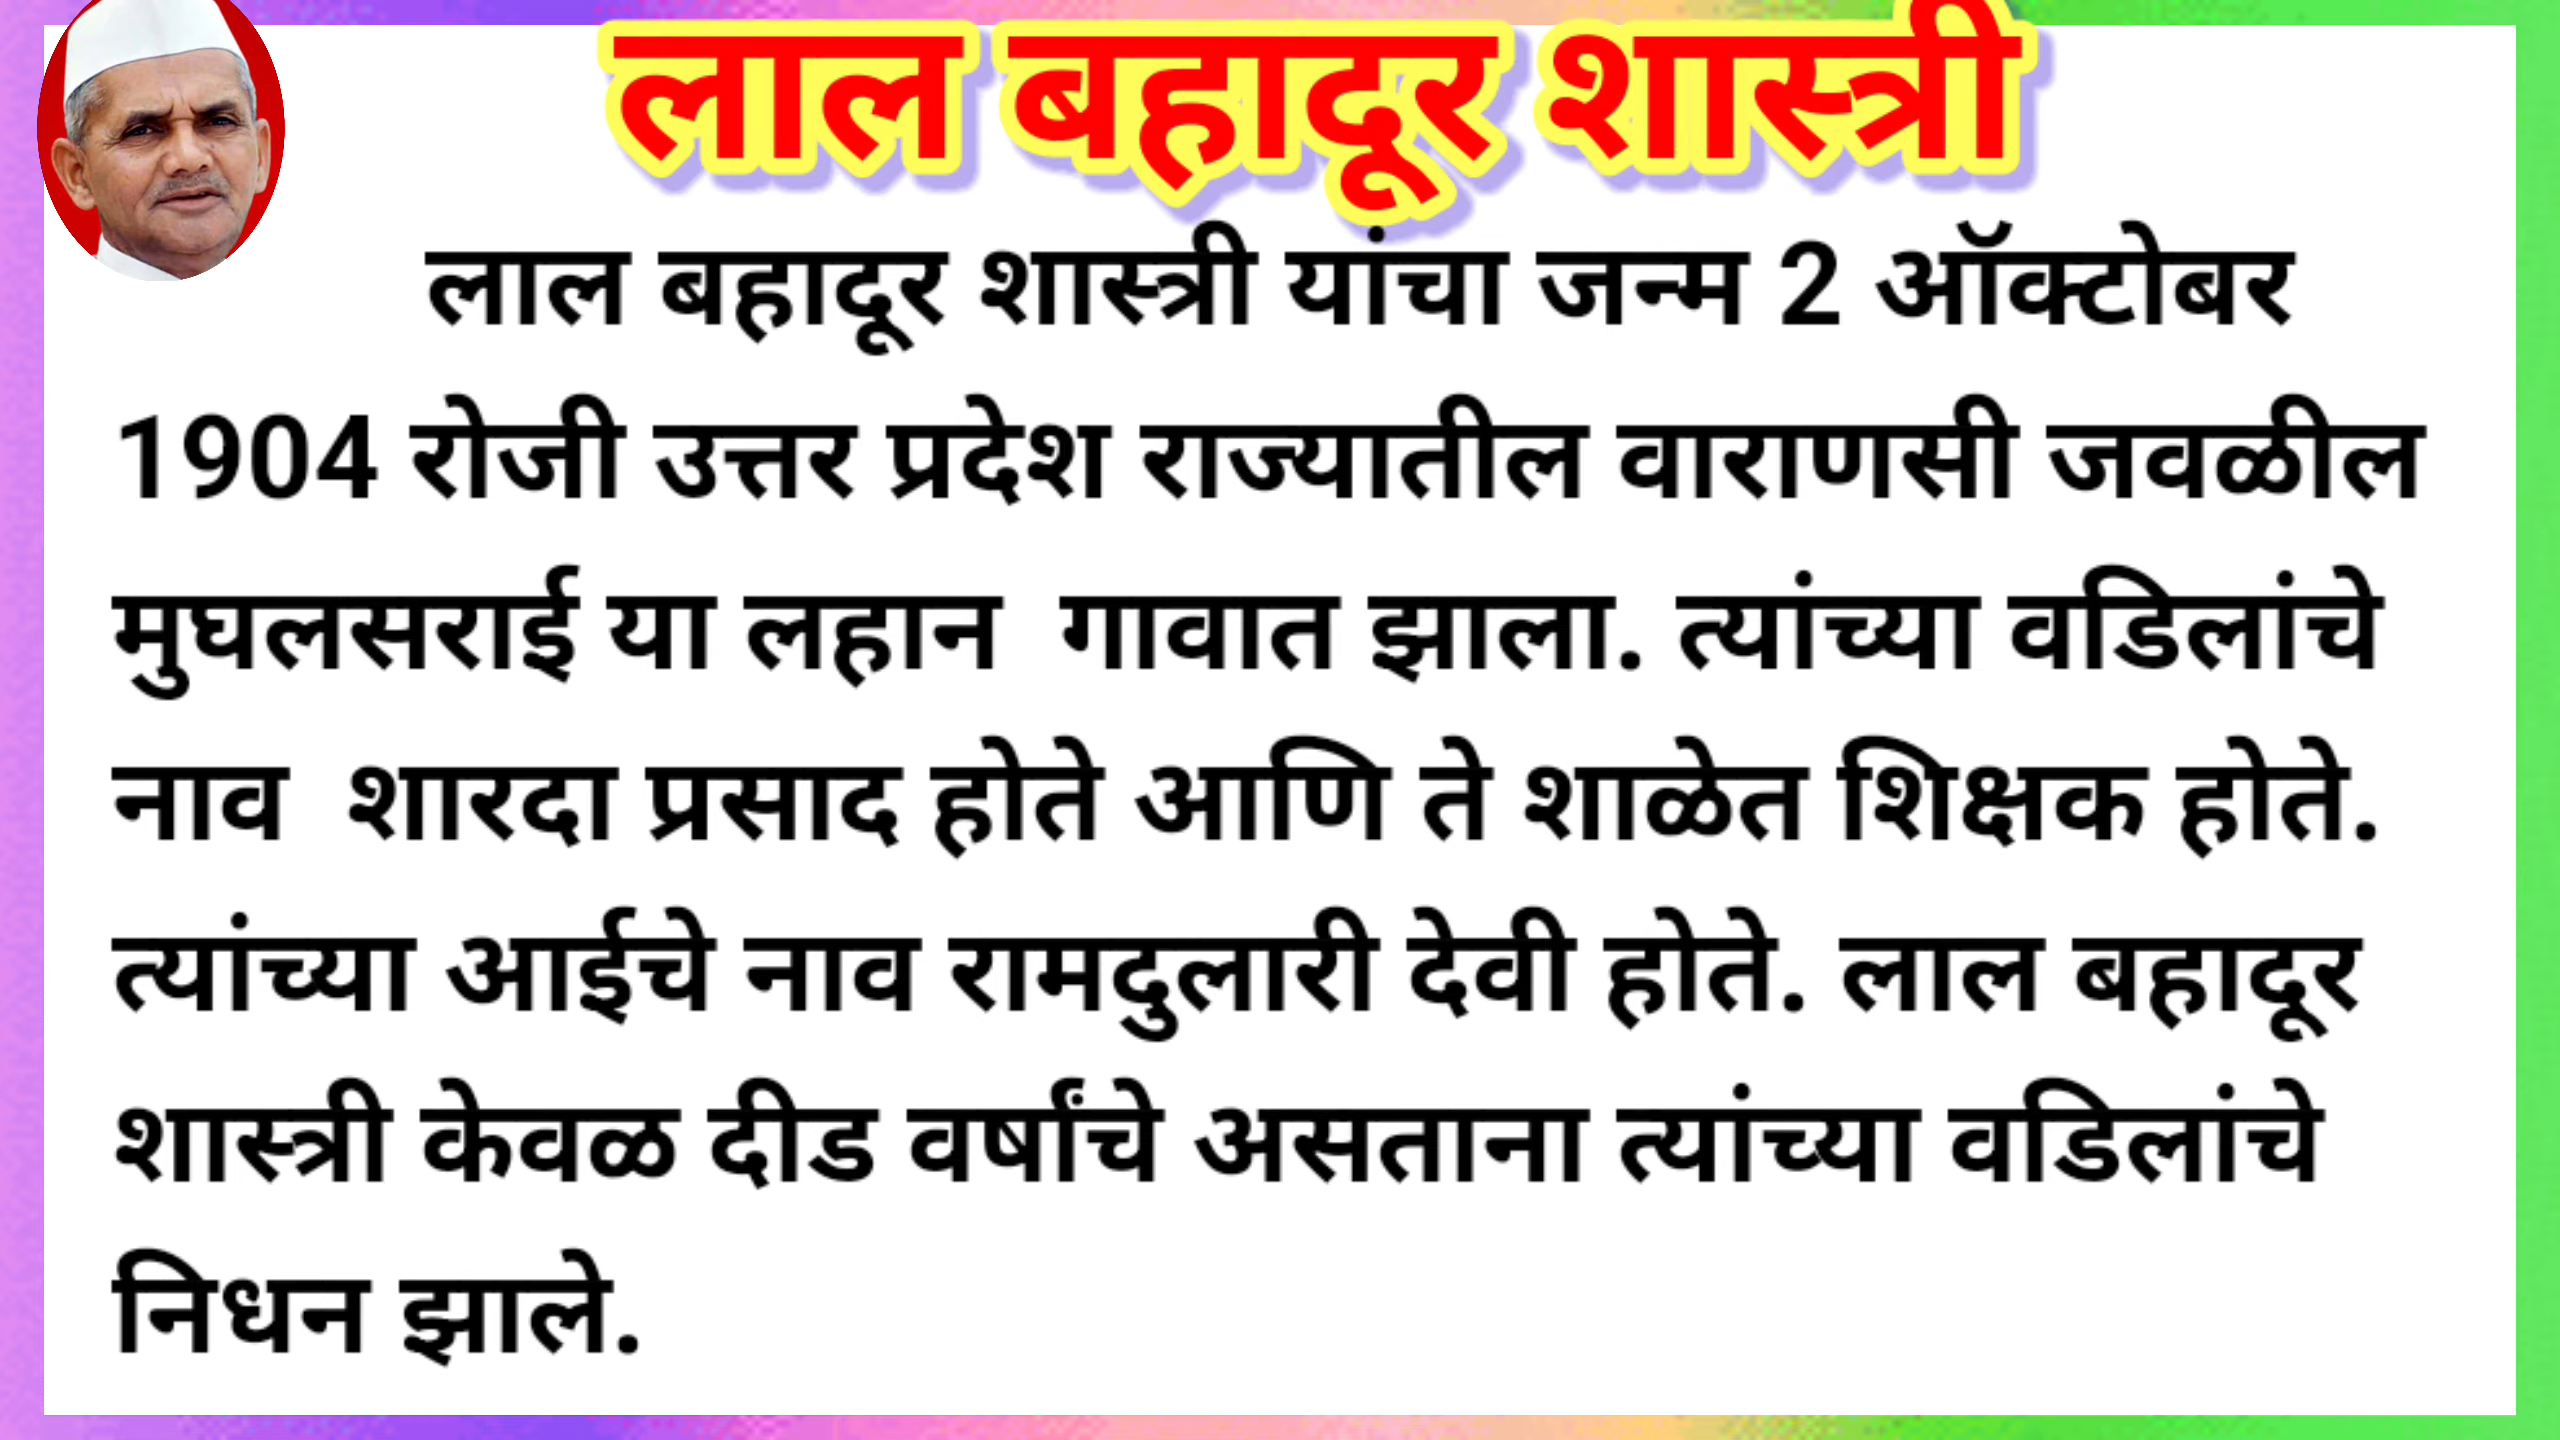 लाल बहादूर शास्त्री
लाल बहादूर शास्त्री यांचा जन्म 2 ऑक्टोबर
1904 रोजी उत्तर प्रदेश राज्यातील वाराणसी जवळील
मुघलसराई या लहान गावात झाला. त्यांच्या वडिलांचे
नाव शारदा प्रसाद होते आणि ते शाळेत शिक्षक होते.
त्यांच्या आईचे नाव रामदुलारी देवी होते. लाल बहादूर
शास्त्री केवळ दीड वर्षांचे असताना त्यांच्या वडिलांचे
निधन झाले.